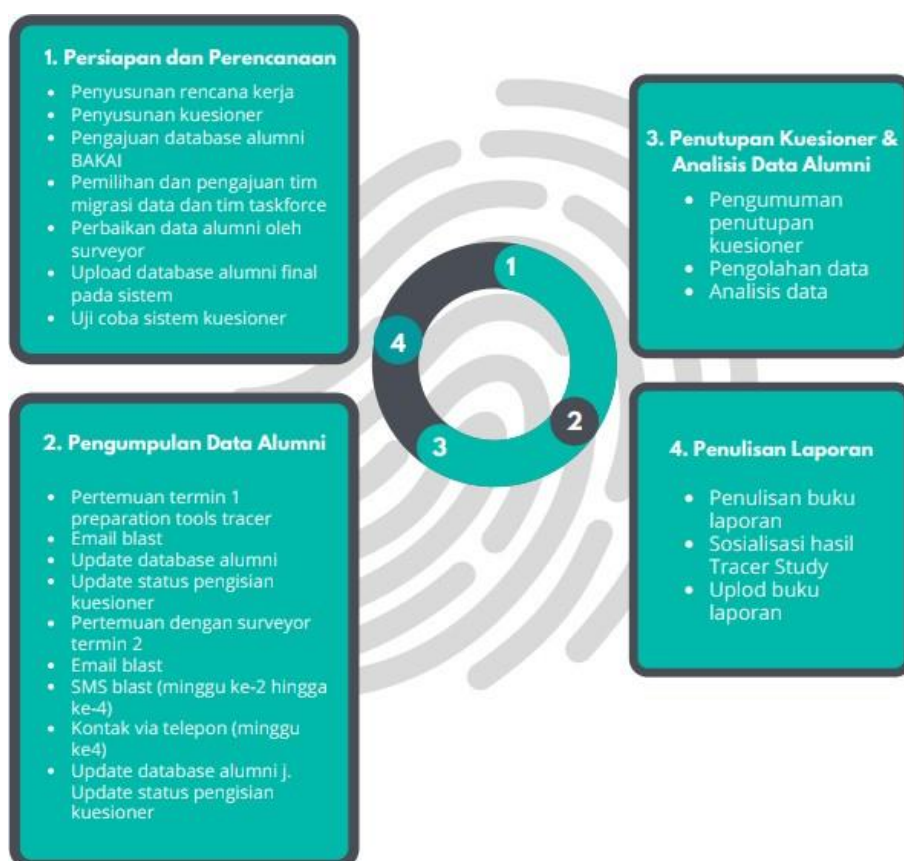 1. Persiapan dan Perencanaan
Penyusunan rencana kerja
Penyusunan kuesioner
Pengajuan database alumni
BAKAI
Pemilihan dan pengajuan tim
migrasi data dan tim taskforce
Perbaikan data alumni oleh
surveyor
Upload database alumni final
pada sistem
Uji coba sistem kuesioner
2. Pengumpulan Data Alumni
Pertemuan termin 1
preparation tools tracer
Email blast
Update database alumni
Update status pengisian
kuesioner
Pertemuan dengan surveyor
termin 2
Email blast
SMS blast (minggu ke-2 hingga
ke-4)
Kontak via telepon (minggu
ke4)
Update database alumni j.
Update status pengisian
kuesioner
1
2
3
4
3. Penutupan Kuesioner &
Analisis Data Alumni
Pengumuman
penutupan
kuesioner
Pengolahan data
Analisis data
4. Penulisan Laporan
Penulisan buku
laporan
Sosialisasi hasil
Tracer Study
Uplod buku
laporan